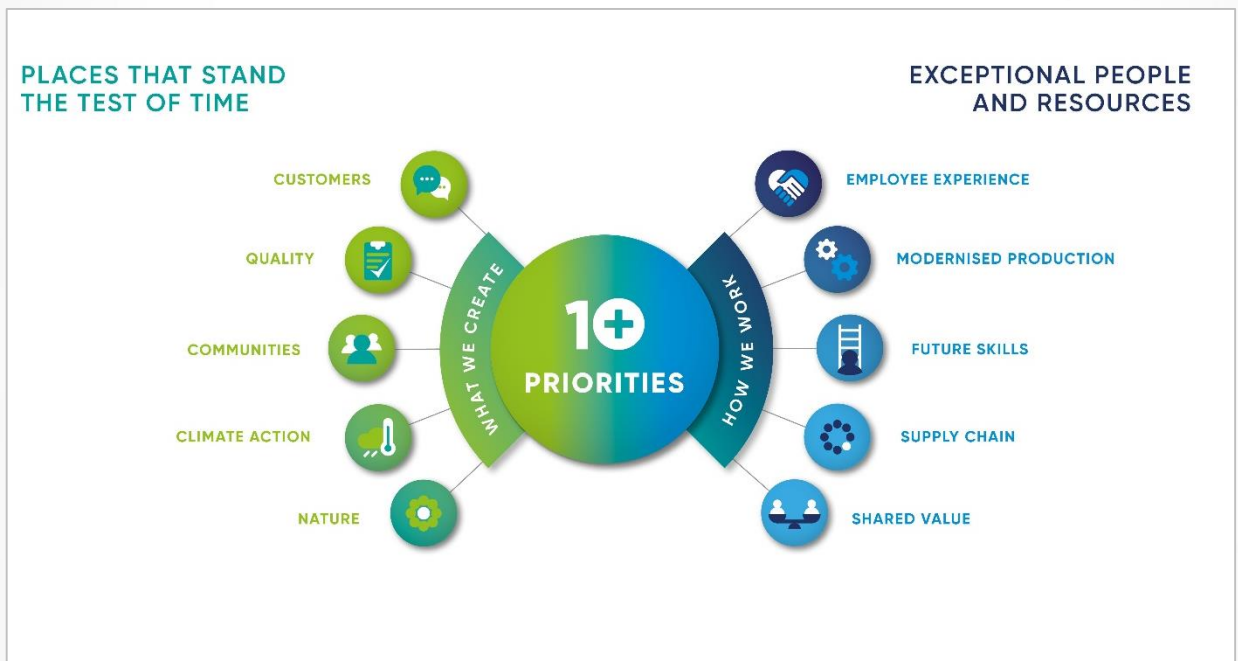 PLACES THAT STAND
THE TEST OF TIME
EXCEPTIONAL PEOPLE
AND RESOURCES
CUSTOMERS
QUALITY
COMMUNITIES
CLIMATE ACTION
NATURE
WHAT WE CREATE
10
PRIORITIES
HOW WE WORK
EMPLOYEE EXPERIENCE
MODERNISED PRODUCTION
FUTURE SKILLS
SUPPLY CHAIN
SHARED VALUE